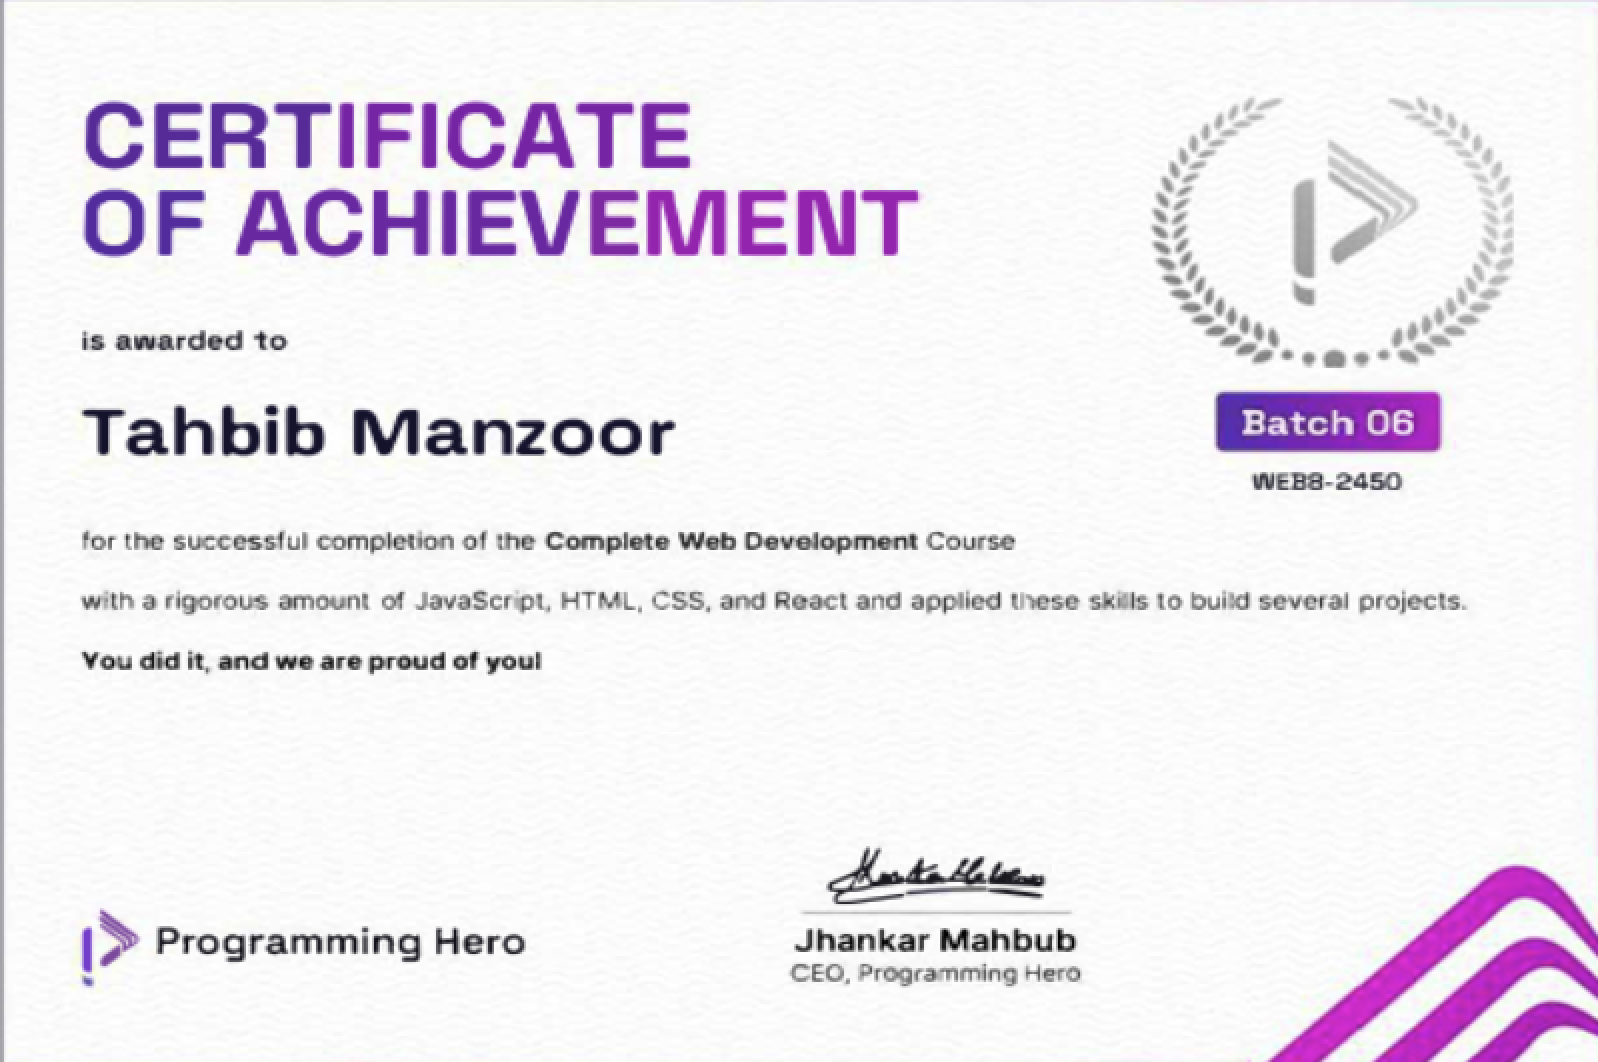 CERTIFICATE
OF ACHIEVEMENT
is awarded to
Tahbib Manzoor
Batch 06
WEB8-2450
for the successful completion of the Complete Web Development Course
with a rigorous amount of JavaScript, HTML, CSS, and React and applied these skills to build several projects.
You did it, and we are proud of you!
Programming Hero
Jhankar Mahbub
CEO, Programming Hero